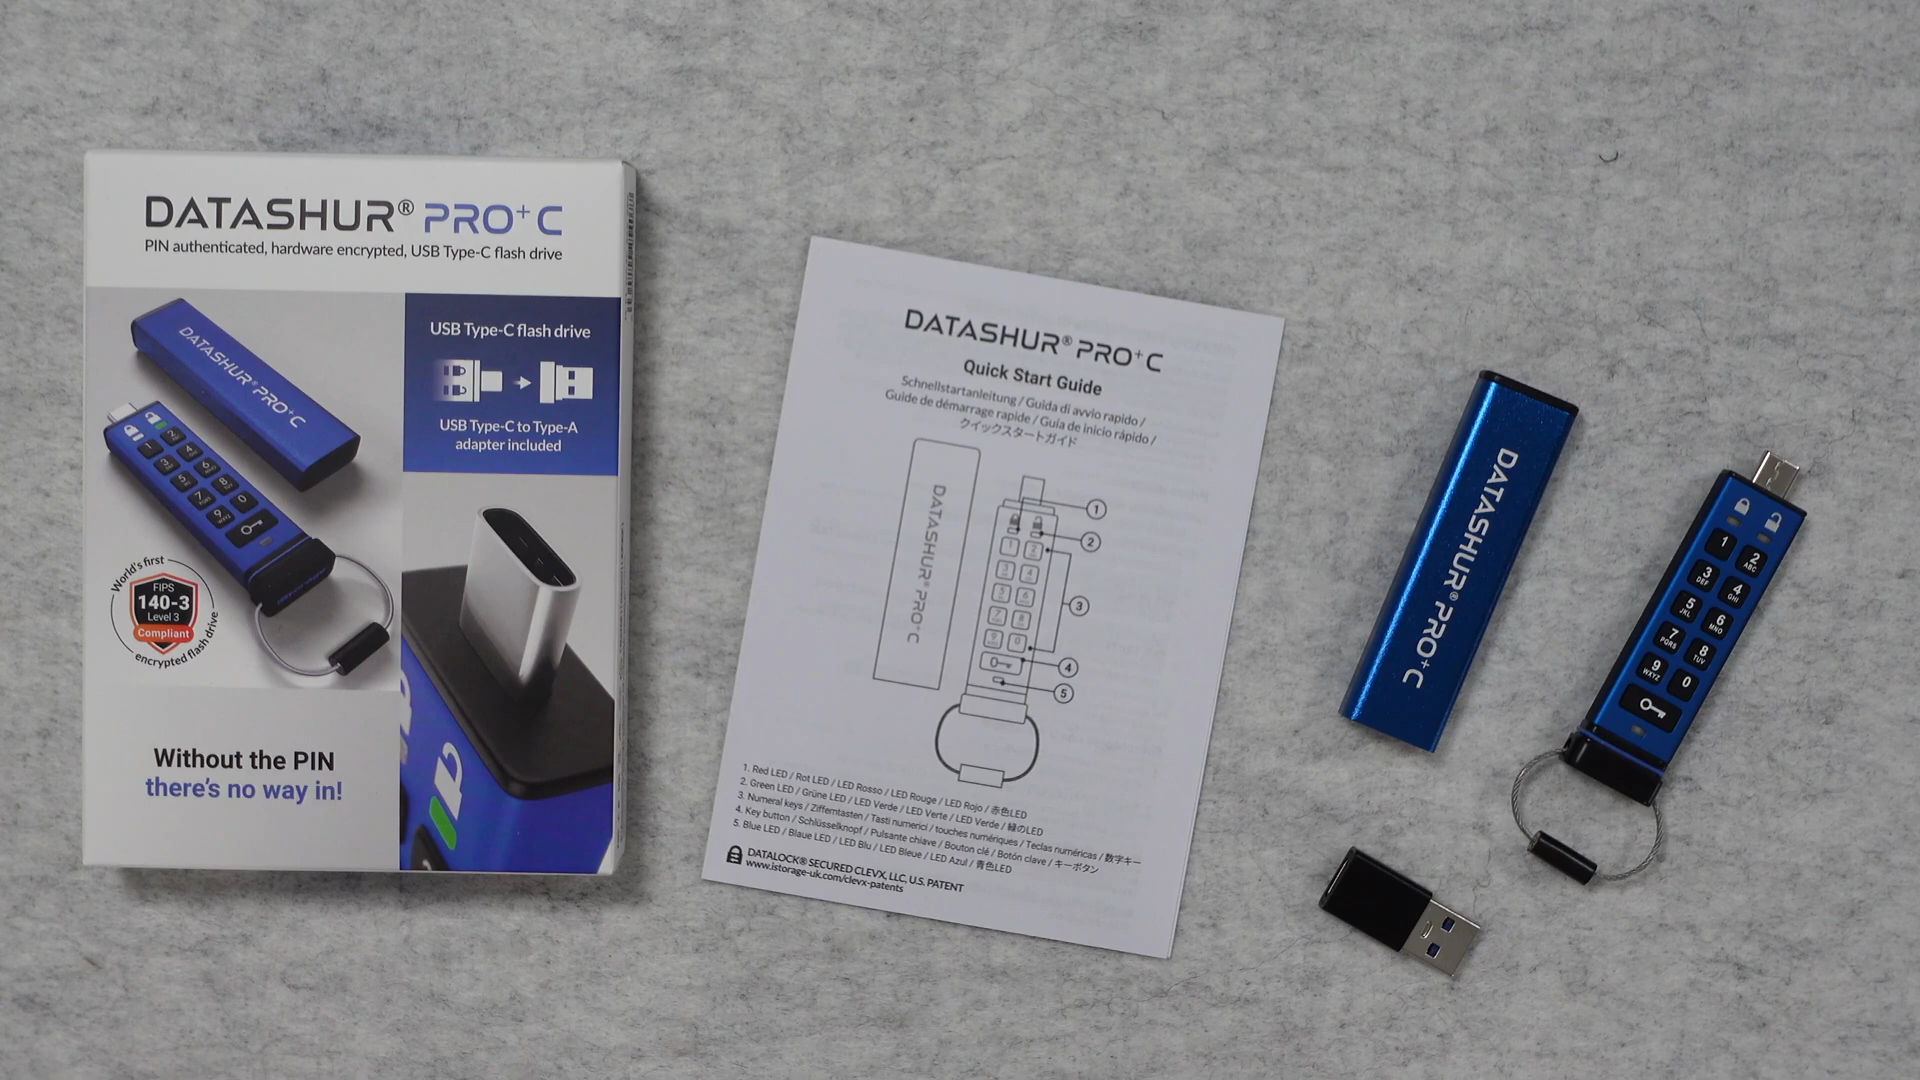 DATASHUR® PRO⁺C
PIN authenticated, hardware encrypted, USB Type-C flash drive
DATASHUR® PRO⁺C
USB Type-C flash drive
USB Type-C to Type-A
adapter included
World's first
FIPS
140-3
Level 3
Compliant
encrypted flash drive
Without the PIN
there's no way in!
DATASHUR® PRO⁺C
Quick Start Guide
Schnellstartanleitung / Guida di avvio rapido /
Guide de démarrage rapide / Guía de inicio rápido /
クイックスタートガイド
DATASHUR® PRO⁺C
1
2
3
4
5
1. Red LED / Rot LED / LED Rosso / LED Rouge / LED Rojo / 赤色LED
2. Green LED / Grüne LED / LED Verde / LED Verte / LED Verde / 緑のLED
3. Numeral keys / Zifferntasten / Tasti numerici / touches numériques / Teclas numéricas / 数字キー
4. Key button / Schlüsselknopf / Pulsante chiave / Bouton clé / Botón clave / キーボタン
5. Blue LED / Blaue LED / LED Blu / LED Bleue / LED Azul / 青色LED
DATALOCK® SECURED CLEVX, LLC, U.S. PATENT
www.istorage-uk.com/clevx-patents
DATASHUR® PRO⁺C
1 2 ABC
3 DEF 4 GHI
5 JKL 6 MNO
7 PQRS 8 TUV
9 WXYZ 0